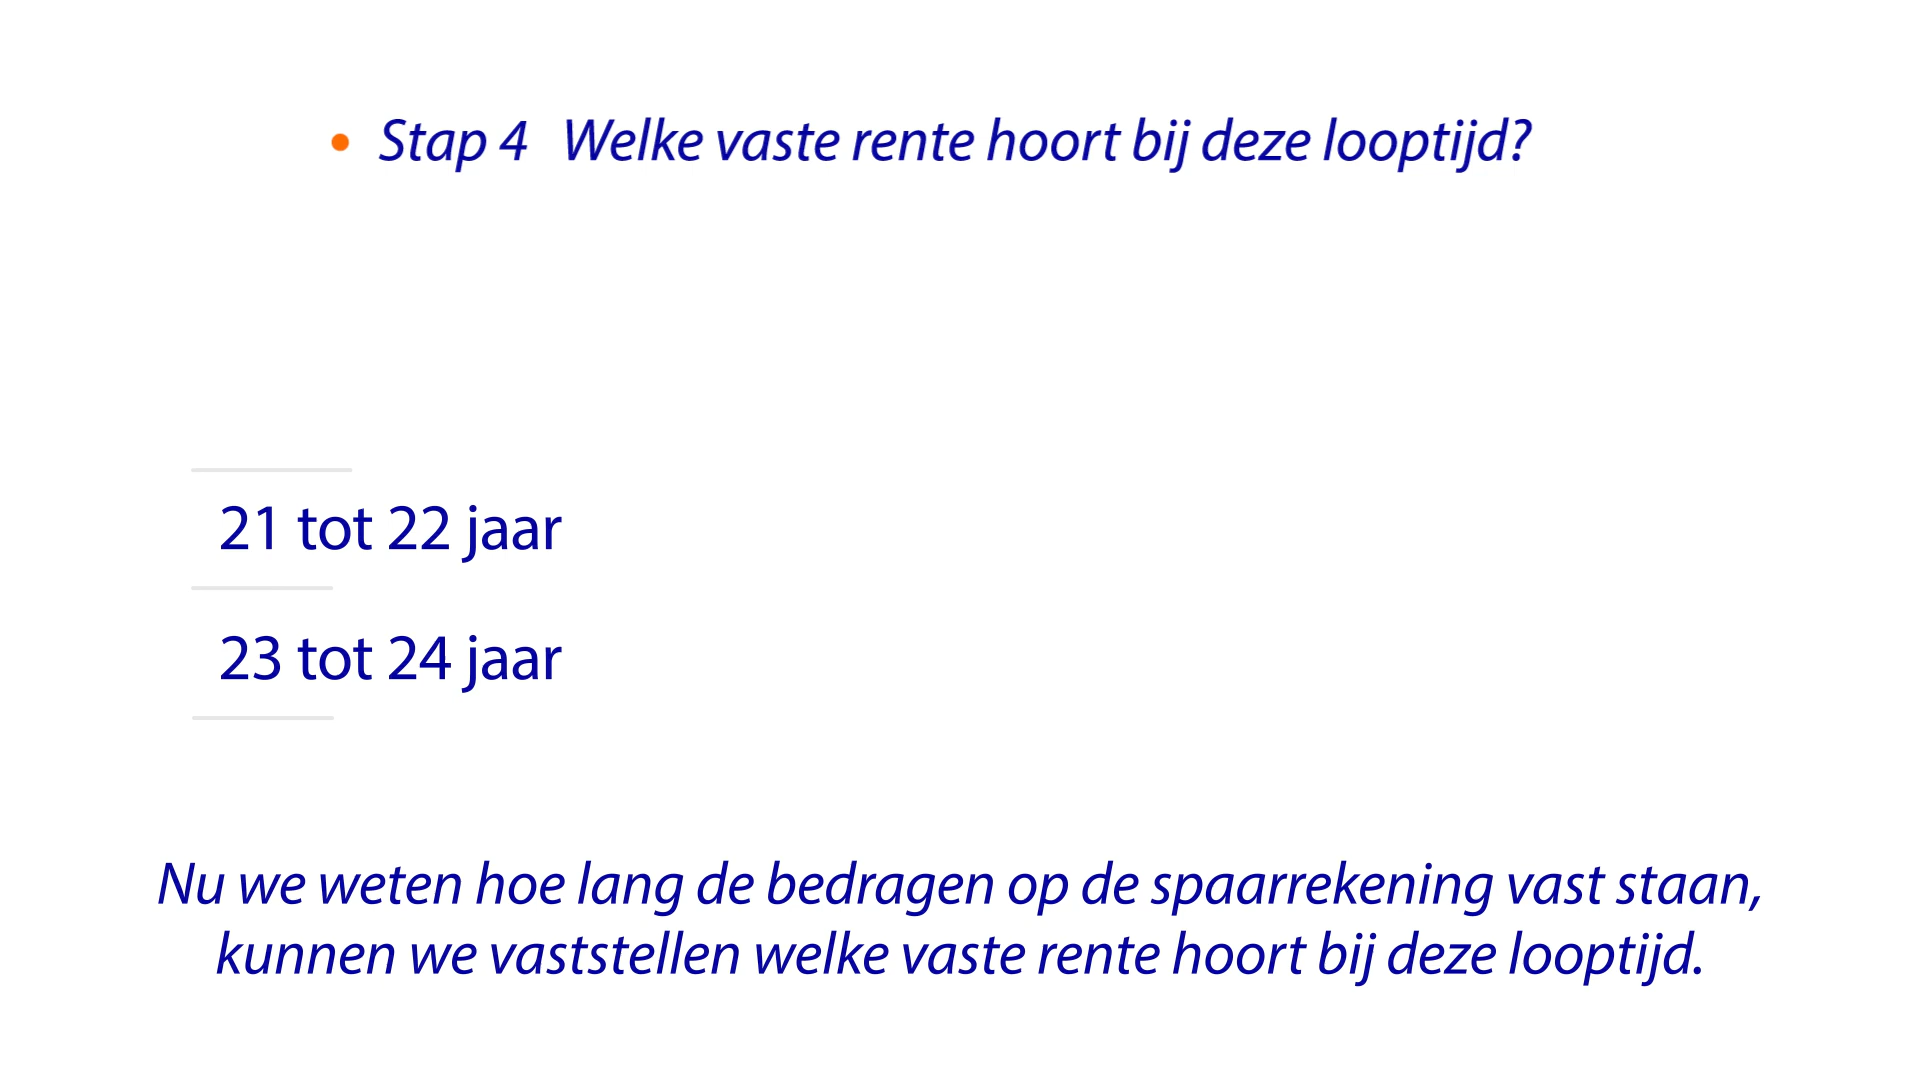 • Stap 4 Welke vaste rente hoort bij deze looptijd?
21 tot 22 jaar
23 tot 24 jaar
Nu we weten hoe lang de bedragen op de spaarrekening vast staan,
kunnen we vaststellen welke vaste rente hoort bij deze looptijd.